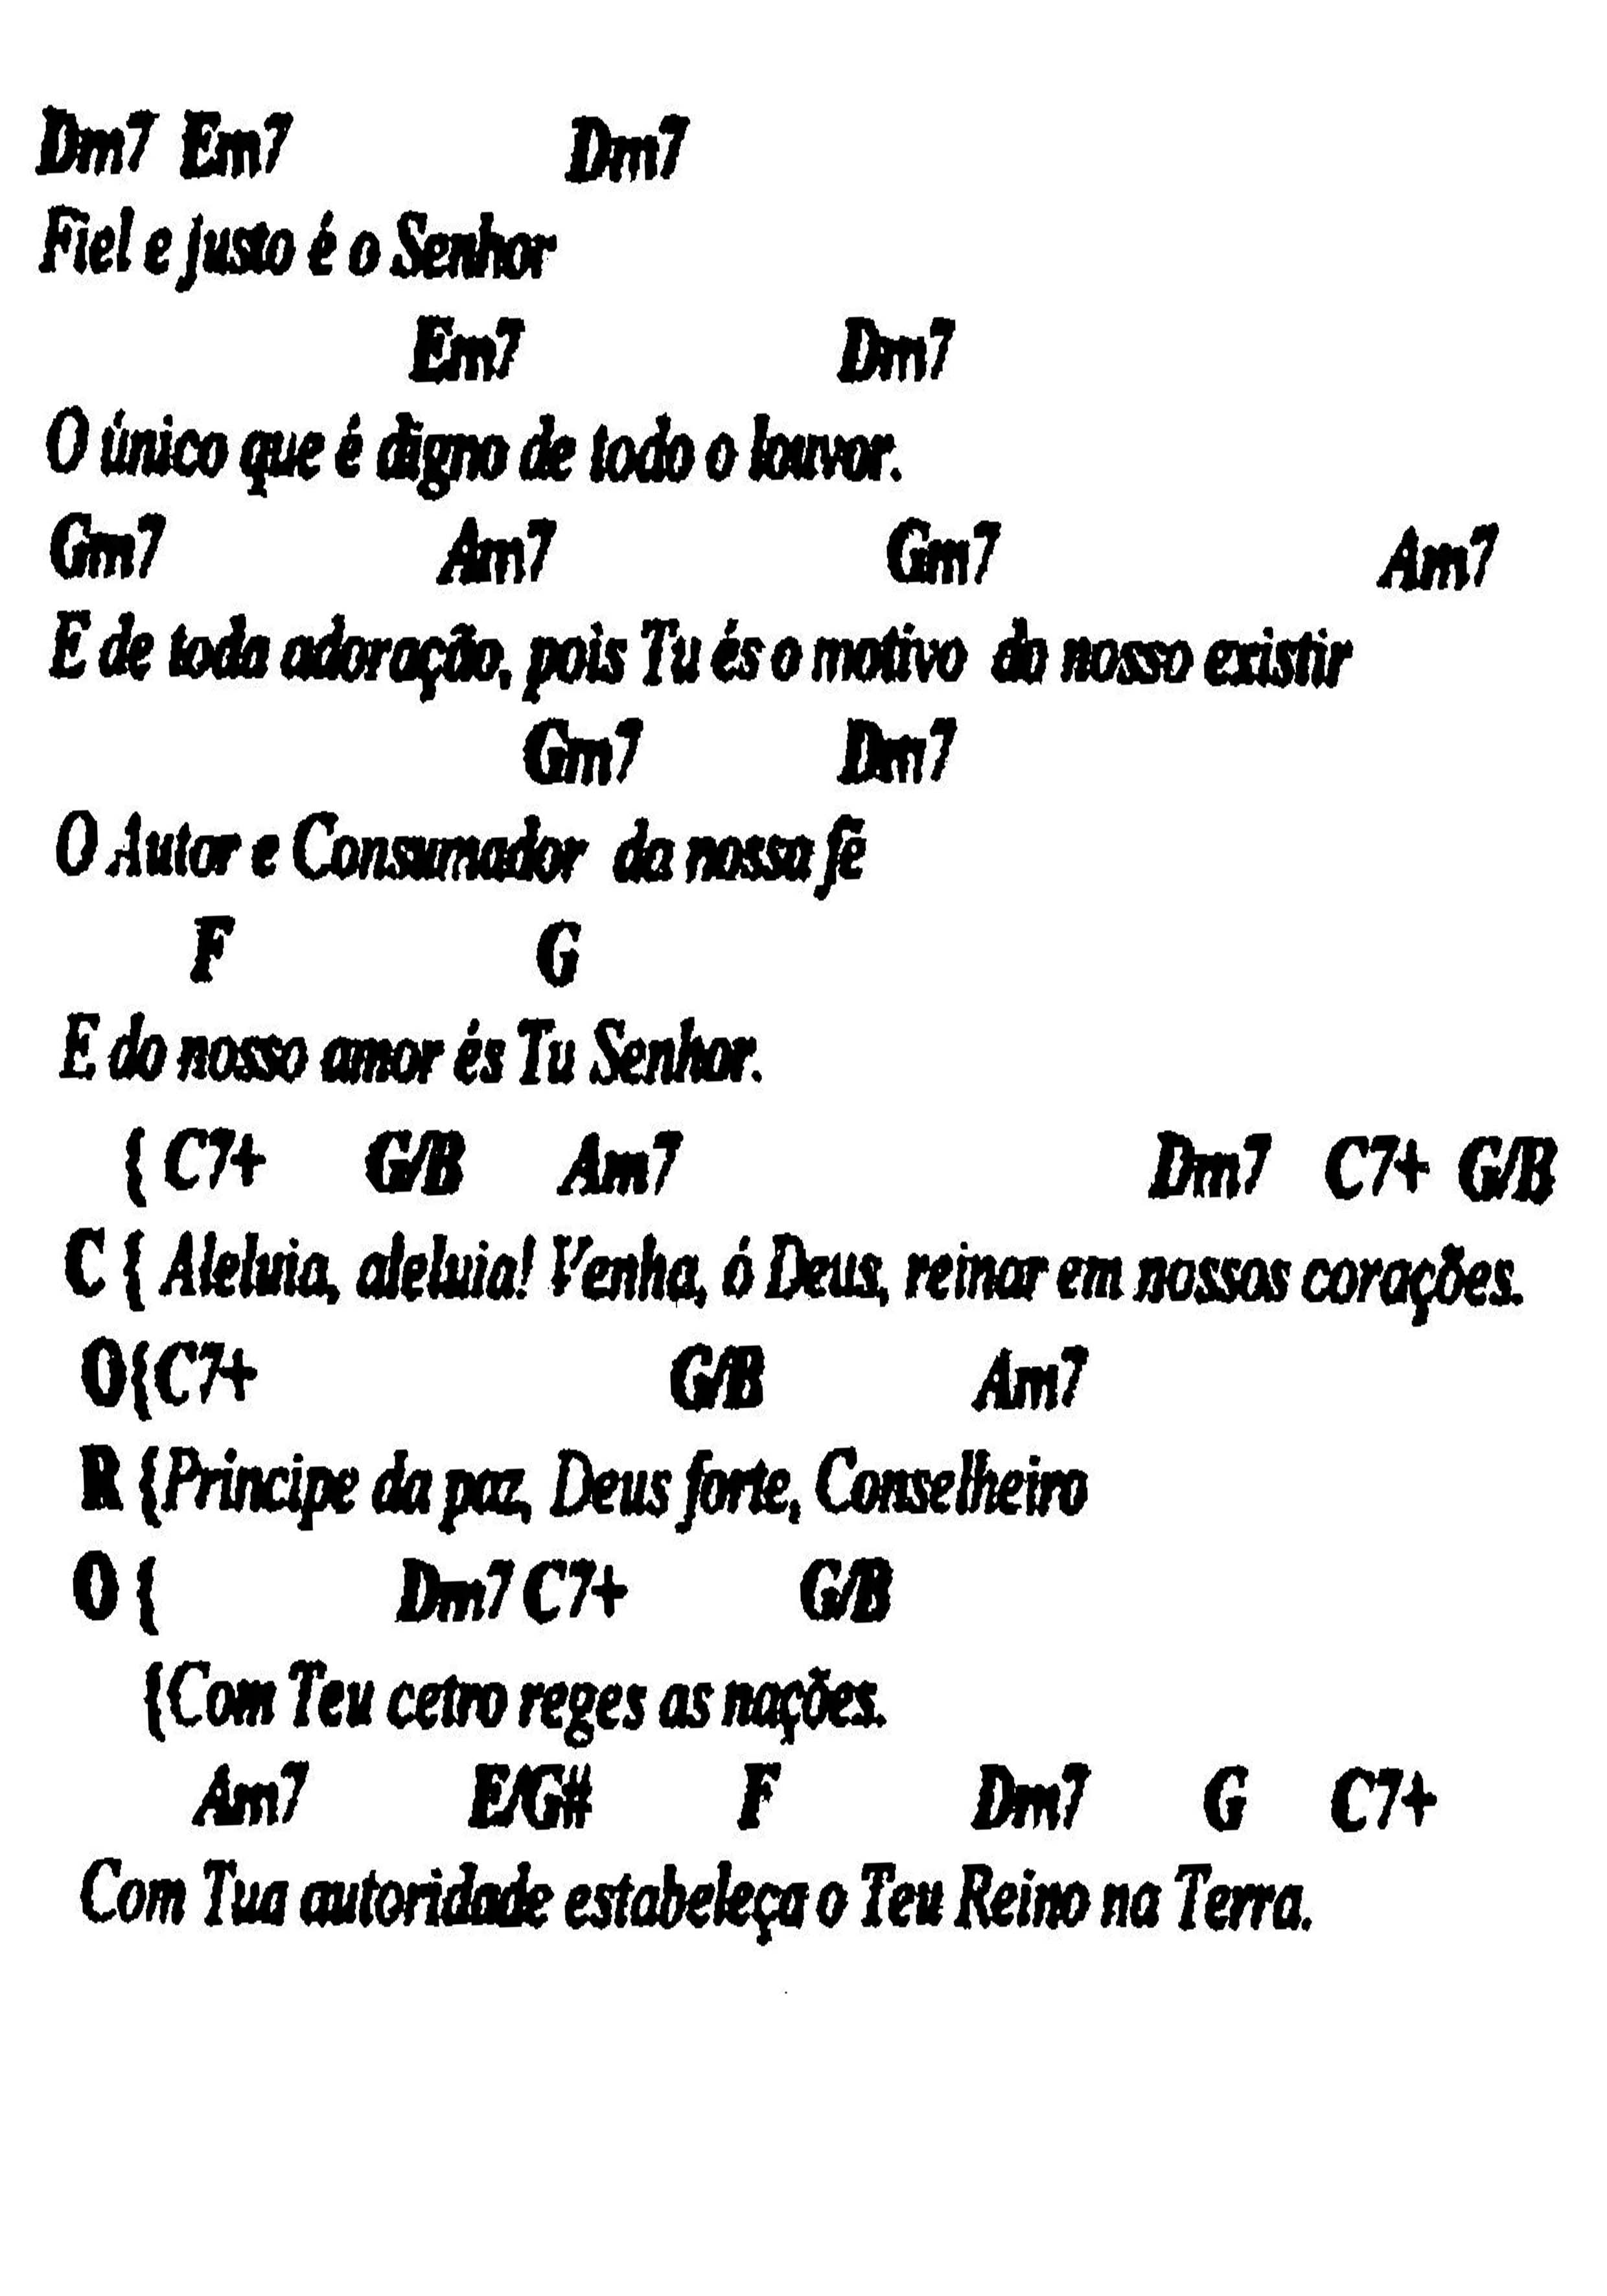 Dm7 Em7 Dm7
Fiel e justo é o Senhor
Em7 Dm7
O único que é digno de todo o louvor.
Gm7 Am7 Gm7 Am7
E de toda adoração, pois Tu és o motivo do nosso existir
Gm7 Dm7
O Autor e Consumador da nossa fé
F G
E do nosso amor és Tu Senhor.
{ C7+ G/B Am7 Dm7 C7+ G/B
C { Aleluia, aleluia! Venha, ó Deus, reinar em nossos corações.
O{C7+ G/B Am7
R {Principe da paz, Deus forte, Conselheiro
O { Dm7 C7+ G/B
{Com Teu cetro reges as nações.
Am7 E/G# F Dm7 G C7+
Com Tua autoridade estabeleça o Teu Reino na Terra.